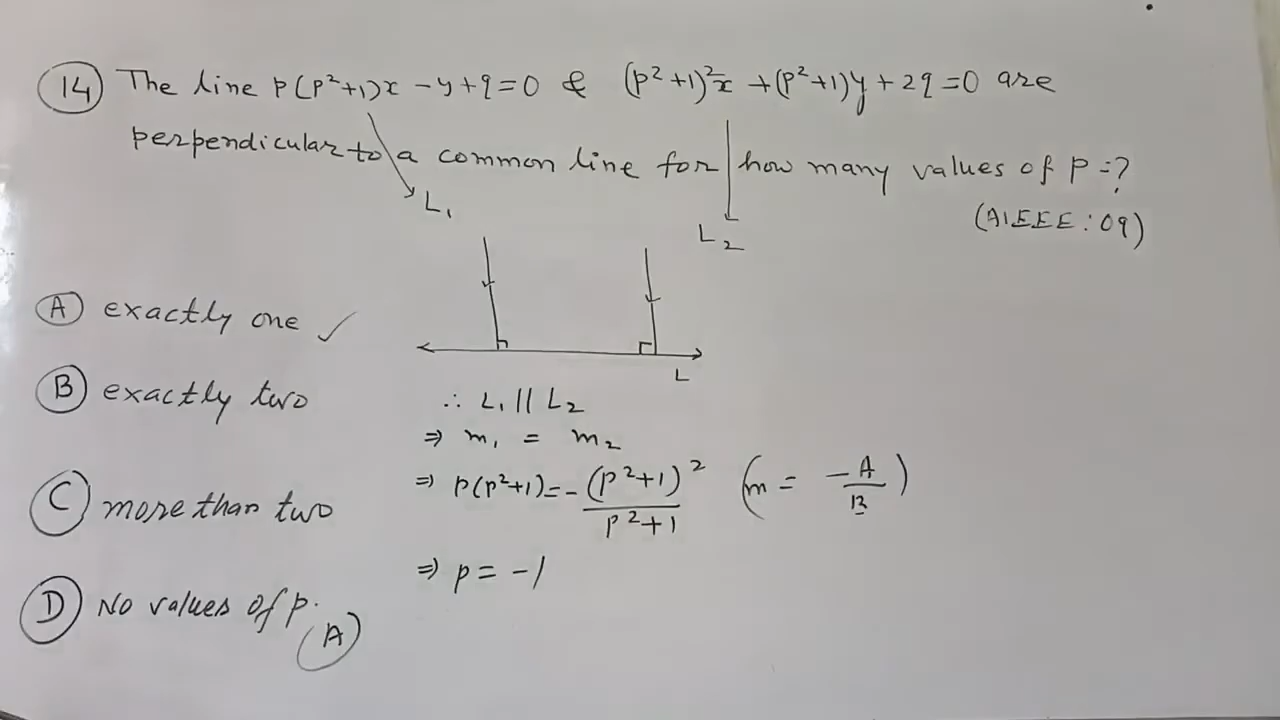 14 The line p(p²+1)x - y + q = 0 & (p²+1)²x + (p²+1)y + 2q = 0 are
perpendicular to a common line for how many values of p = ?
(AIEEE : 09)
L₁
L₂
A exactly one ✓
L
B exactly two
∴ L₁ || L₂
⇒ m₁ = m₂
C more than two
⇒ p(p²+1) = -(p²+1)²/p²+1 (m = -A/B)
⇒ p = -1
D No values of p.
A